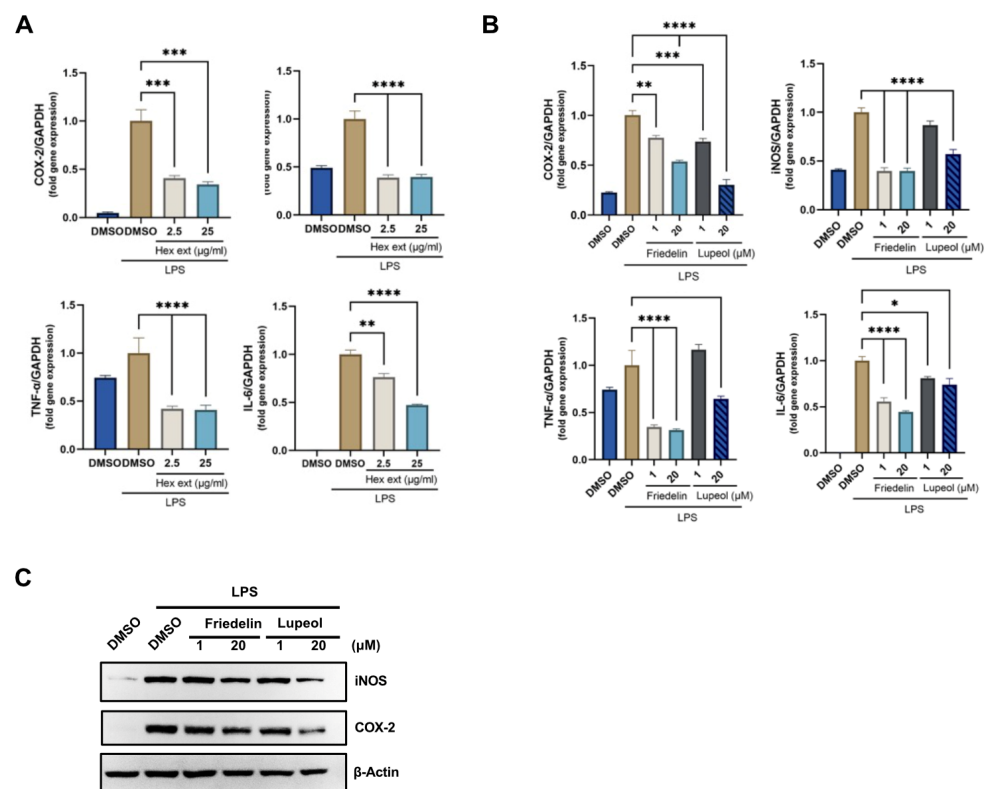 A
***
***
1.5
1.0
0.5
0.0
COX-2/GAPDH
(fold gene expression)
DMSO DMSO 2.5 25
Hex ext (µg/ml)
LPS
****
1.5
1.0
0.5
0.0
(fold gene expression)
DMSO DMSO 2.5 25
Hex ext (µg/ml)
LPS
****
1.5
1.0
0.5
0.0
TNF-α/GAPDH
(fold gene expression)
DMSO DMSO 2.5 25
Hex ext (µg/ml)
LPS
****
**
1.5
1.0
0.5
0.0
IL-6/GAPDH
(fold gene expression)
DMSO DMSO 2.5 25
Hex ext (µg/ml)
LPS
B
****
***
**
1.5
1.0
0.5
0.0
COX-2/GAPDH
(fold gene expression)
DMSO DMSO 1 20 1 20
Friedelin Lupeol (µM)
LPS
****
1.5
1.0
0.5
0.0
iNOS/GAPDH
(fold gene expression)
DMSO DMSO 1 20 1 20
Friedelin Lupeol (µM)
LPS
****
1.5
1.0
0.5
0.0
TNF-α/GAPDH
(fold gene expression)
DMSO DMSO 1 20 1 20
Friedelin Lupeol (µM)
LPS
*
****
1.5
1.0
0.5
0.0
IL-6/GAPDH
(fold gene expression)
DMSO DMSO 1 20 1 20
Friedelin Lupeol (µM)
LPS
C
LPS
DMSO DMSO Friedelin Lupeol
1 20 1 20 (µM)
iNOS
COX-2
β-Actin